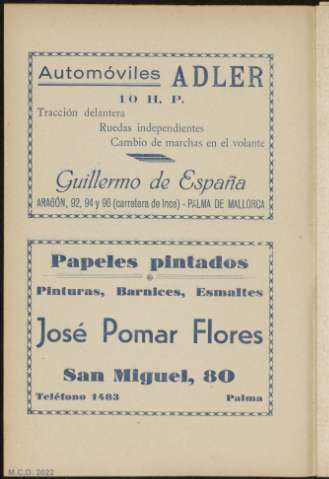 Automóviles ADLER
10 H. P.
Tracción delantera
Ruedas independientes
Cambio de marchas en el volante
Guillermo de España
ARAGÓN, 92, 94 y 96 (carretera de Inca) - PALMA DE MALLORCA
Papeles pintados
Pinturas, Barnices, Esmaltes
José Pomar Flores
San Miguel, 80
Teléfono 1483 Palma
M.C.D. 2022